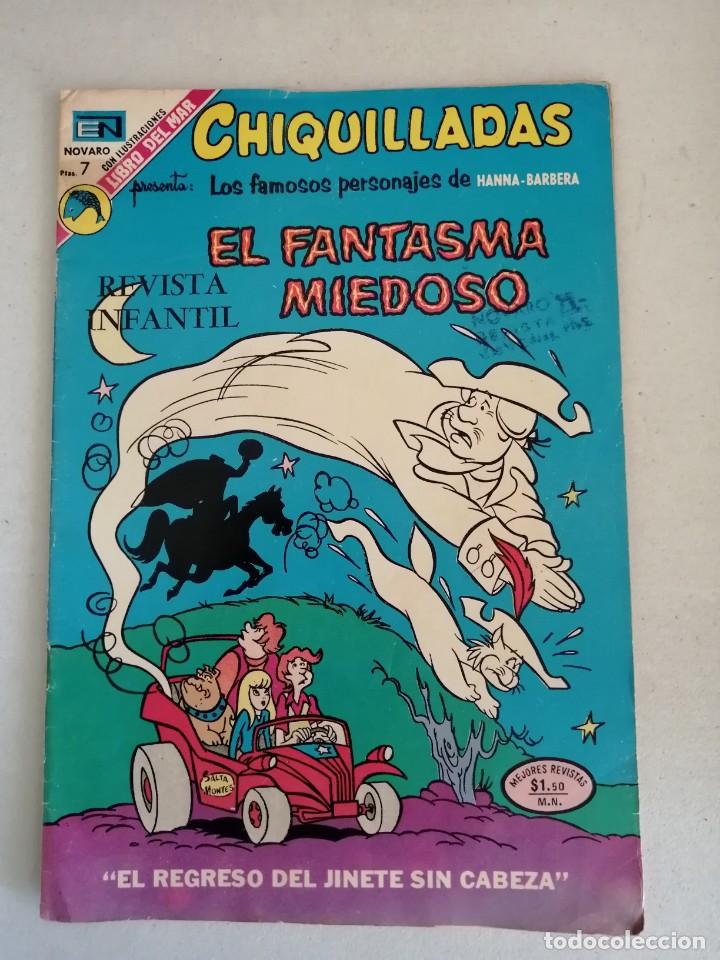 EN
NOVARO
Ptas. 7
CON ILUSTRACIONES
LIBRO DEL MAR
CHIQUILLADAS
presenta: Los famosos personajes de HANNA-BARBERA
EL FANTASMA
MIEDOSO
REVISTA
INFANTIL
SALTA
MONTES
MEJORES REVISTAS
$1.50
M.N.
"EL REGRESO DEL JINETE SIN CABEZA"
todocoleccion